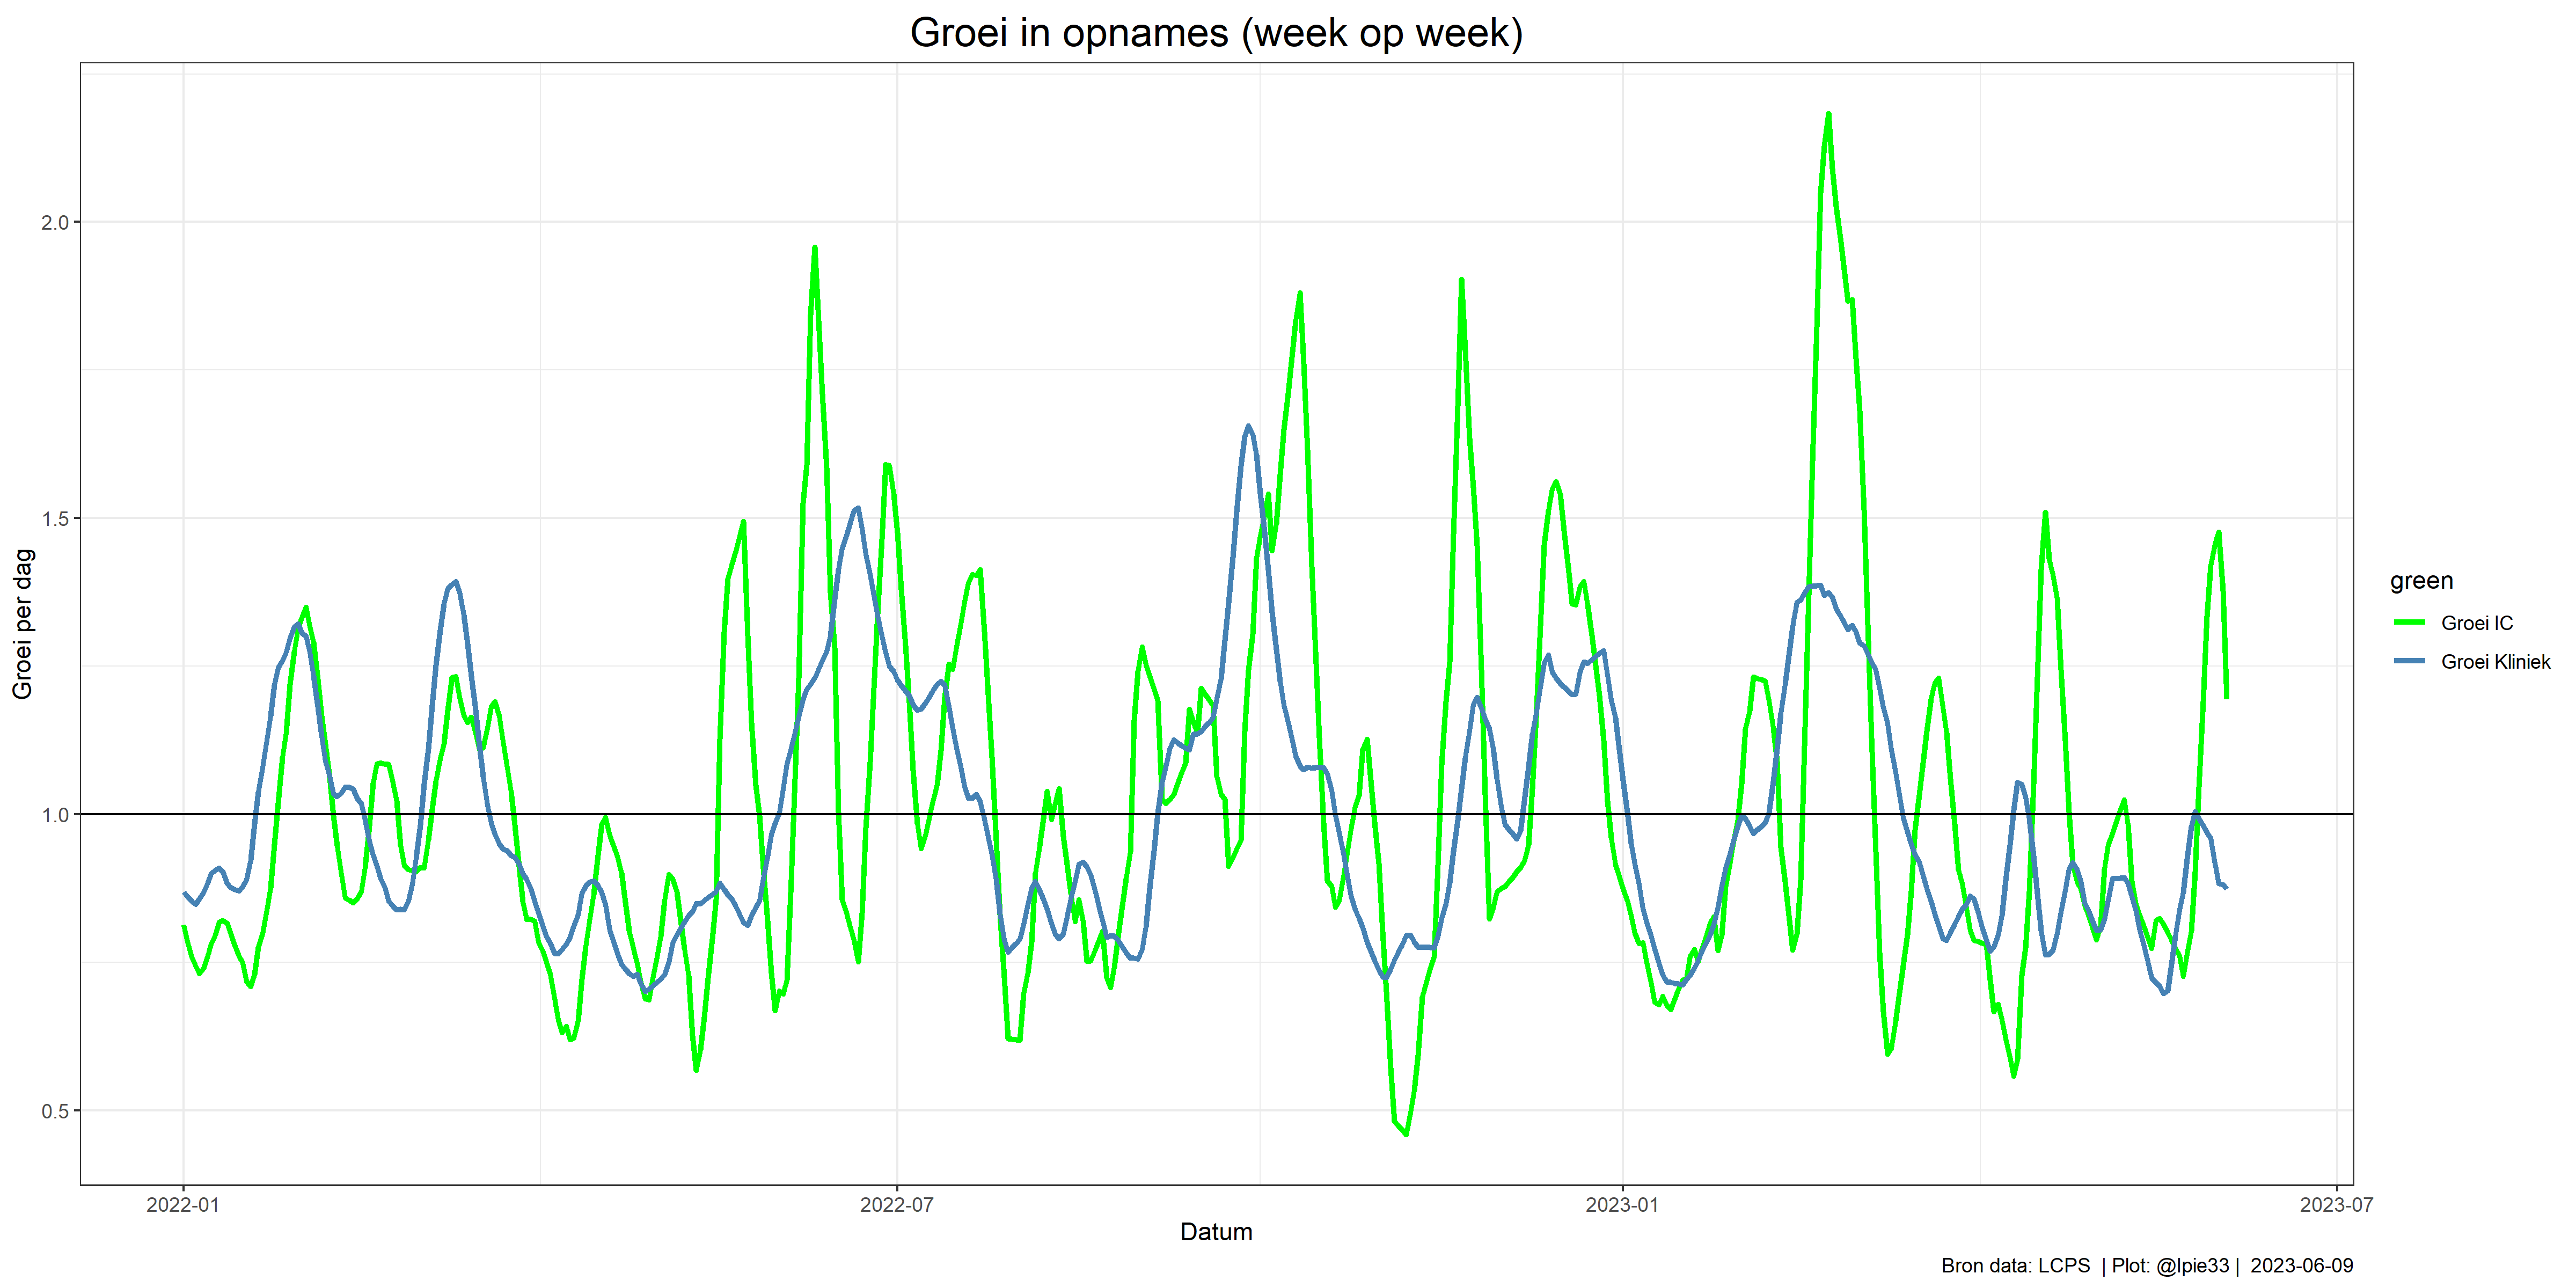 Groei in opnames (week op week)
Groei per dag
2.0
1.5
1.0
0.5
2022-01
2022-07
2023-01
2023-07
Datum
green
Groei IC
Groei Kliniek
Bron data: LCPS | Plot: @lpie33 | 2023-06-09